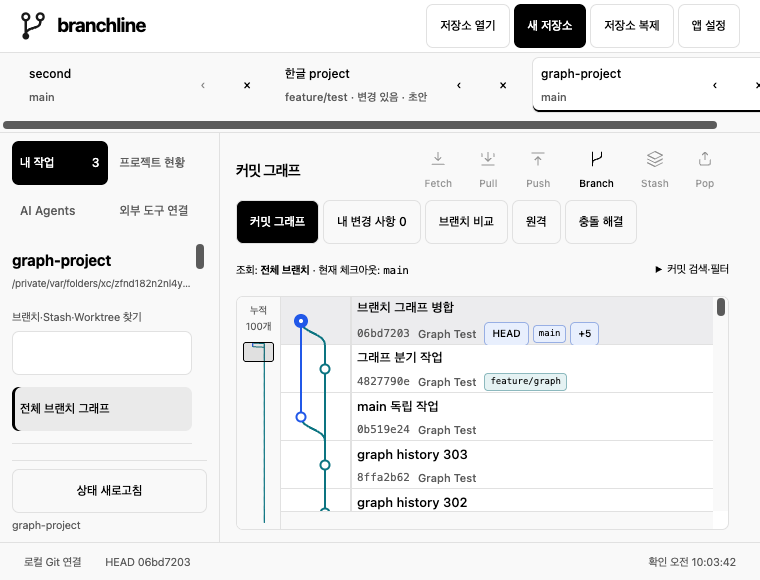 branchline
저장소 열기
새 저장소
저장소 복제
앱 설정
second
main
‹
×
한글 project
feature/test · 변경 있음 · 초안
‹
×
graph-project
main
‹
×
내 작업 3
프로젝트 현황
AI Agents
외부 도구 연결
graph-project
/private/var/folders/xc/zfnd182n2nl4y...
브랜치·Stash·Worktree 찾기
전체 브랜치 그래프
상태 새로고침
graph-project
커밋 그래프
Fetch
Pull
Push
Branch
Stash
Pop
커밋 그래프
내 변경 사항 0
브랜치 비교
원격
충돌 해결
조회: 전체 브랜치 · 현재 체크아웃: main
▶ 커밋 검색·필터
누적
100개
브랜치 그래프 병합
06bd7203 Graph Test HEAD main +5
그래프 분기 작업
4827790e Graph Test feature/graph
main 독립 작업
0b519e24 Graph Test
graph history 303
8ffa2b62 Graph Test
graph history 302
로컬 Git 연결
HEAD 06bd7203
확인 오전 10:03:42